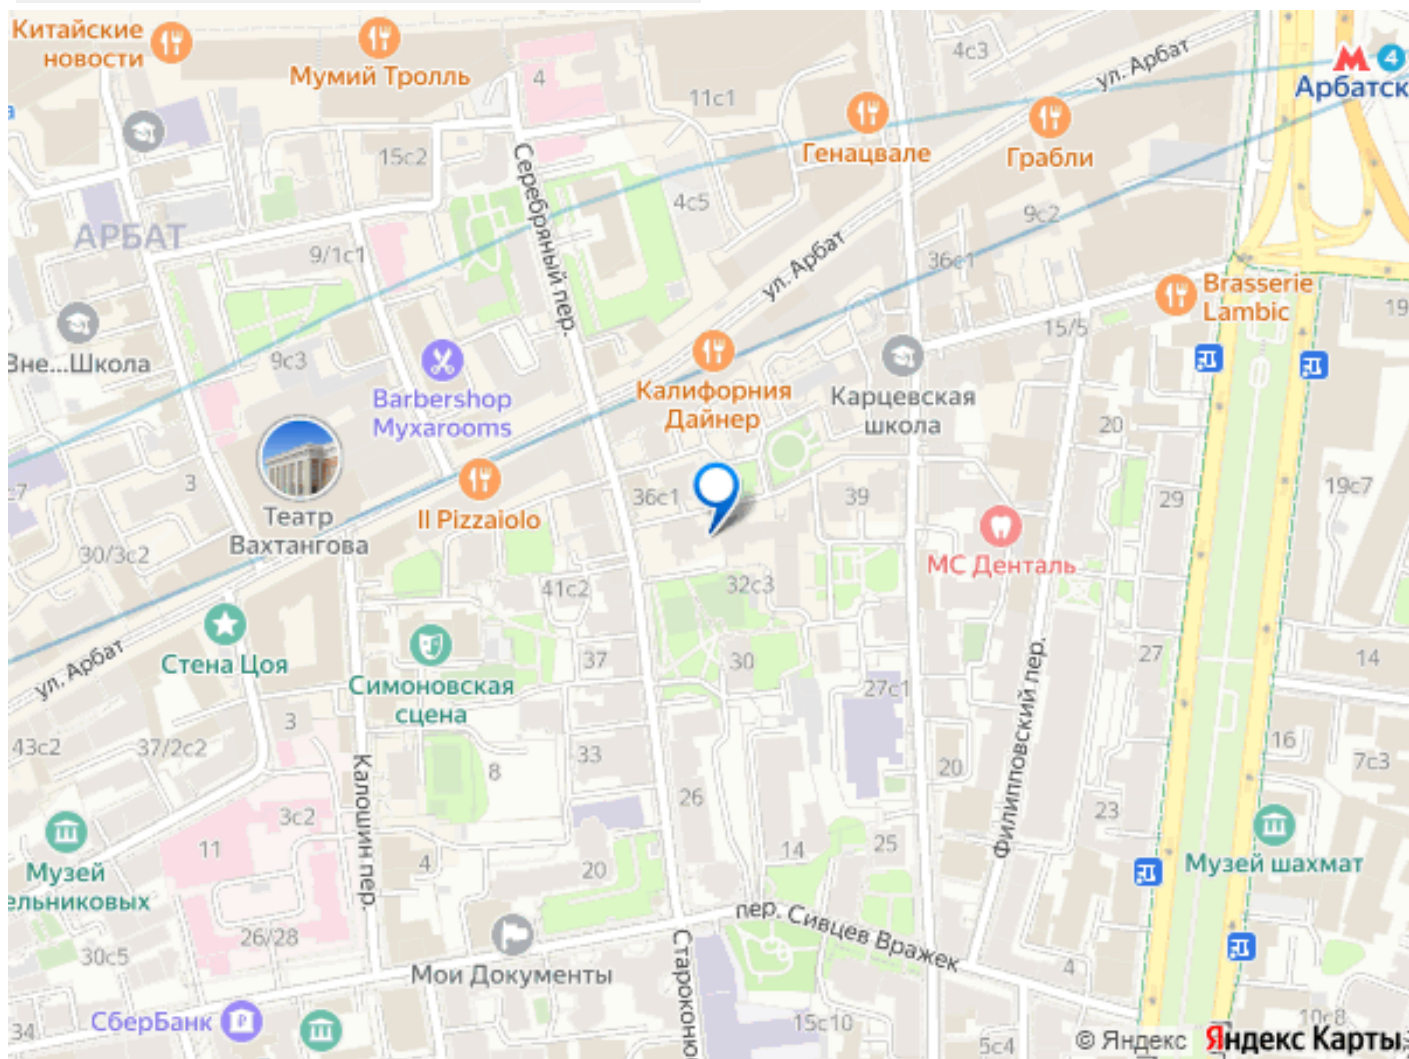 Китайские
новости
Мумий Тролль
4
11с1
4с3
ул. Арбат
4
Арбатск
Генацвале
Грабли
15с2
Серебряный пер.
4с5
9с2
АРБАТ
9/1с1
ул. Арбат
36с1
Brasserie
Lambic
19
15/5
Вне...Школа
9с3
Barbershop
Мухаrooms
Калифорния
Дайнер
Карцевская
школа
20
3
Театр
Вахтангова
Il Pizzaiolo
36с1
39
29
19с7
30/3с2
МС Денталь
41с2
32с3
ул. Арбат
Стена Цоя
Симоновская
сцена
37
30
27с1
27
14
Филипповский пер.
3
43с2
37/2с2
Калошин пер.
8
33
26
20
16
7с3
3с2
11
4
20
14
25
23
Музей
ельниковых
Музей шахмат
26/28
30с5
Мои Документы
пер. Сивцев Вражек
Староконю
4
СберБанк
34
15с10
5с4
10с8
© Яндекс Яндекс Карты